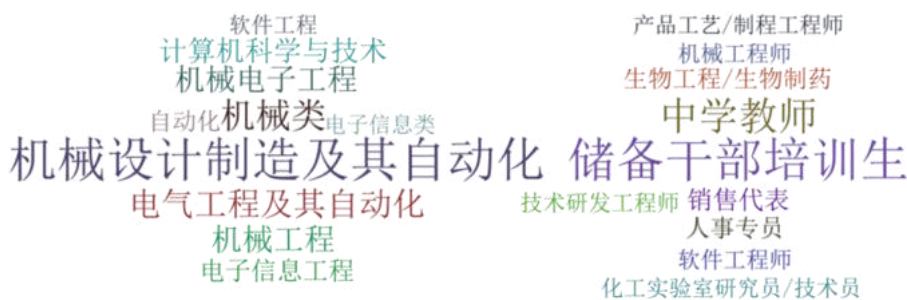 软件工程
计算机科学与技术
机械电子工程
自动化 机械类 电子信息类
机械设计制造及其自动化
电气工程及其自动化
机械工程
电子信息工程
产品工艺/制程工程师
机械工程师
生物工程/生物制药
中学教师
储备干部培训生
技术研发工程师 销售代表
人事专员
软件工程师
化工实验室研究员/技术员